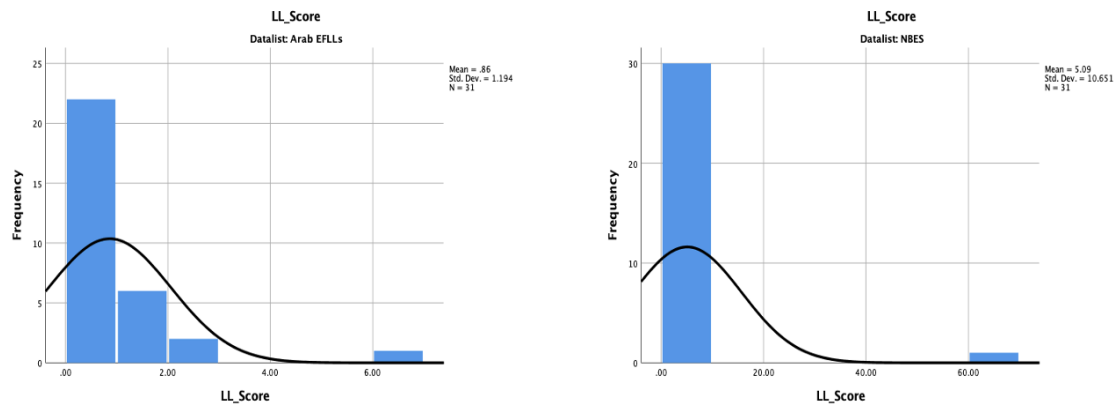 LL_Score
Datalist: Arab EFLLs
Mean = .86
Std. Dev. = 1.194
N = 31
25
20
15
10
5
0
Frequency
.00 2.00 4.00 6.00
LL_Score
LL_Score
Datalist: NBES
Mean = 5.09
Std. Dev. = 10.651
N = 31
30
20
10
0
Frequency
.00 20.00 40.00 60.00
LL_Score